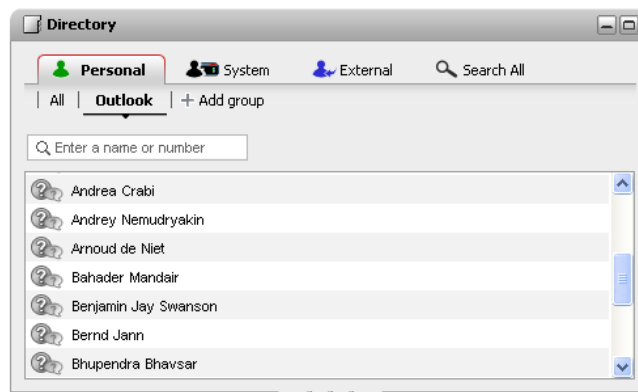 Directory
Personal System External Search All
All | Outlook | + Add group
Enter a name or number
Andrea Crabi
Andrey Nemudryakin
Arnoud de Niet
Bahader Mandair
Benjamin Jay Swanson
Bernd Jann
Bhupendra Bhavsar